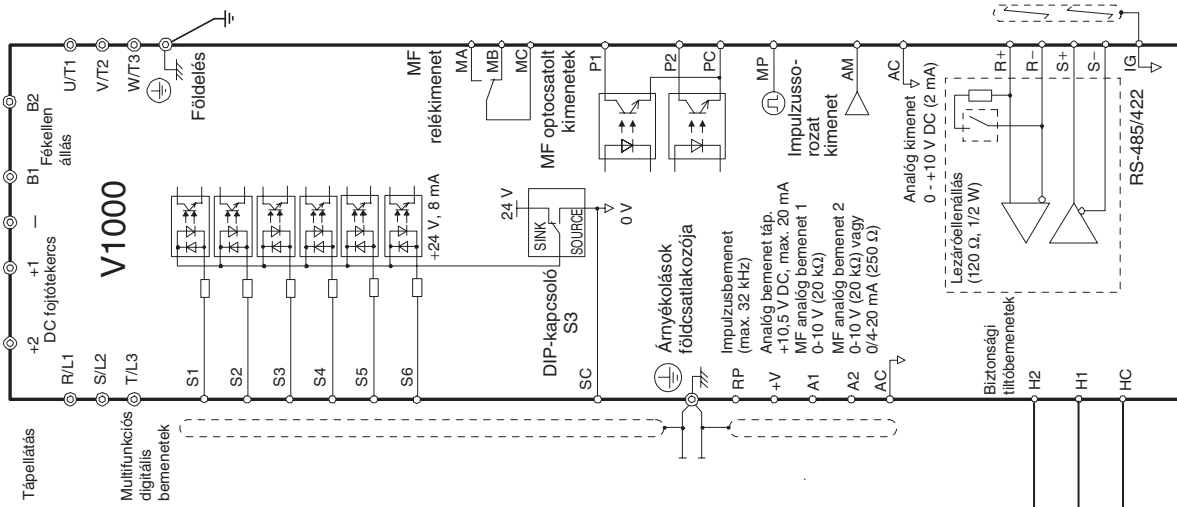 B2
Fékellen
állás
B1
–
+1
DC fojtótekercs
+2
V1000
U/T1
V/T2
W/T3
Földelés
R/L1
S/L2
T/L3
Tápellátás
Multifunkciós
digitális
bemenetek
S1
S2
S3
S4
S5
S6
+24 V, 8 mA
24 V
SINK
SOURCE
0 V
DIP-kapcsoló
S3
SC
MF
relékimenet
MA
MB
MC
MF optocsatolt
kimenetek
P1
P2
PC
Impulzusso-
rozat
kimenet
MP
AM
AC
Analóg kimenet
0 - +10 V DC (2 mA)
Árnyékolások
földcsatlakozója
RP
Impulzusbemenet
(max. 32 kHz)
+V
Analóg bemenet táp.
+10,5 V DC, max. 20 mA
A1
MF analóg bemenet 1
0-10 V (20 kΩ)
A2
MF analóg bemenet 2
0-10 V (20 kΩ) vagy
0/4-20 mA (250 Ω)
AC
R+
R–
S+
S–
IG
RS-485/422
Lezáróellenállás
(120 Ω, 1/2 W)
Biztonsági
tiltóbemenetek
H2
H1
HC